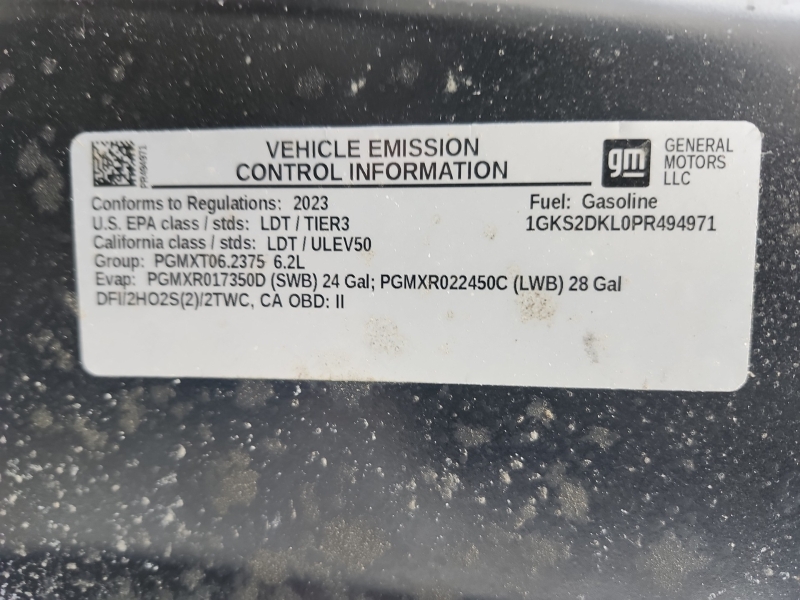 PR494971
VEHICLE EMISSION
CONTROL INFORMATION
gm
GENERAL
MOTORS
LLC
Conforms to Regulations: 2023
Fuel: Gasoline
U.S. EPA class / stds: LDT / TIER3
1GKS2DKL0PR494971
California class / stds: LDT / ULEV50
Group: PGMXT06.2375 6.2L
Evap: PGMXR017350D (SWB) 24 Gal; PGMXR022450C (LWB) 28 Gal
DFI/2HO2S(2)/2TWC, CA OBD: II